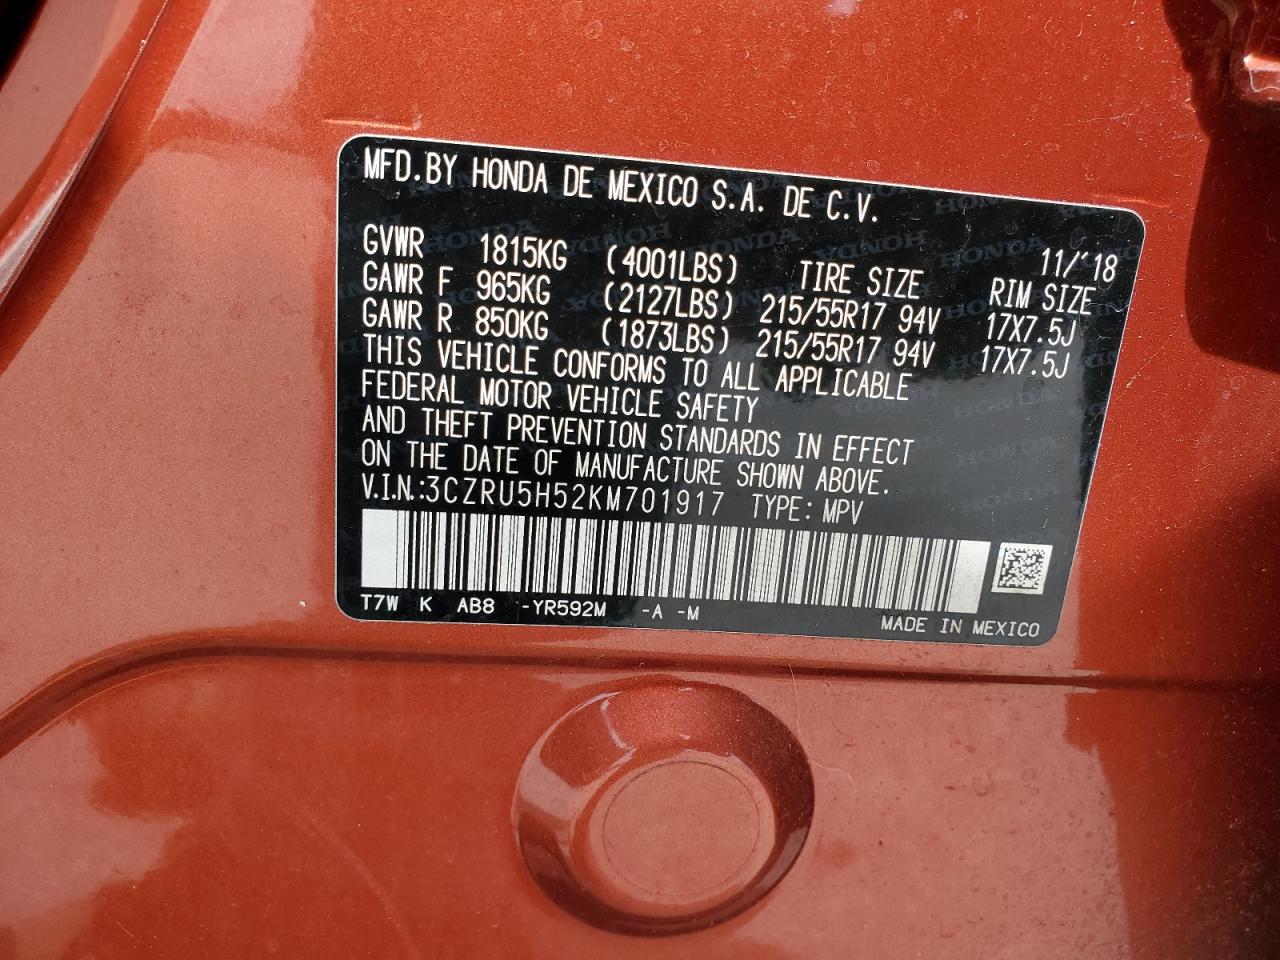 MFD.BY HONDA DE MEXICO S.A. DE C.V.
11/'18
GVWR 1815KG (4001LBS) TIRE SIZE RIM SIZE
GAWR F 965KG (2127LBS) 215/55R17 94V 17X7.5J
GAWR R 850KG (1873LBS) 215/55R17 94V 17X7.5J
THIS VEHICLE CONFORMS TO ALL APPLICABLE
FEDERAL MOTOR VEHICLE SAFETY
AND THEFT PREVENTION STANDARDS IN EFFECT
ON THE DATE OF MANUFACTURE SHOWN ABOVE.
V.I.N.:3CZRU5H52KM701917 TYPE: MPV
T7W K AB8 -YR592M -A -M
MADE IN MEXICO